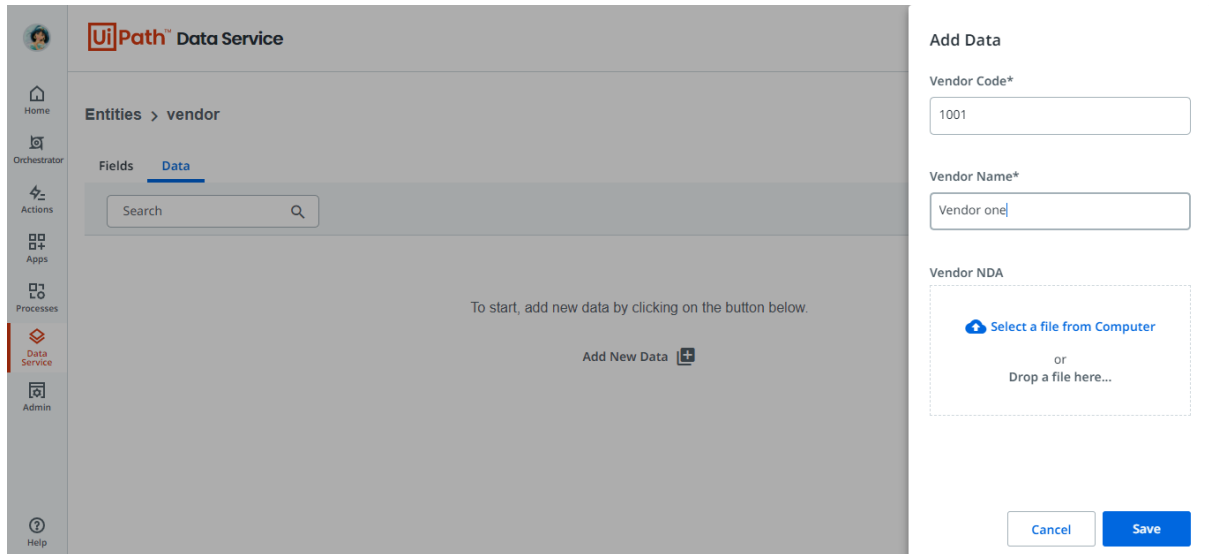 UiPath™ Data Service
Home
Orchestrator
Actions
Apps
Processes
Data
Service
Admin
Help
Entities > vendor
Fields Data
Search
To start, add new data by clicking on the button below.
Add New Data
Add Data
Vendor Code*
1001
Vendor Name*
Vendor one
Vendor NDA
Select a file from Computer
or
Drop a file here...
Cancel Save